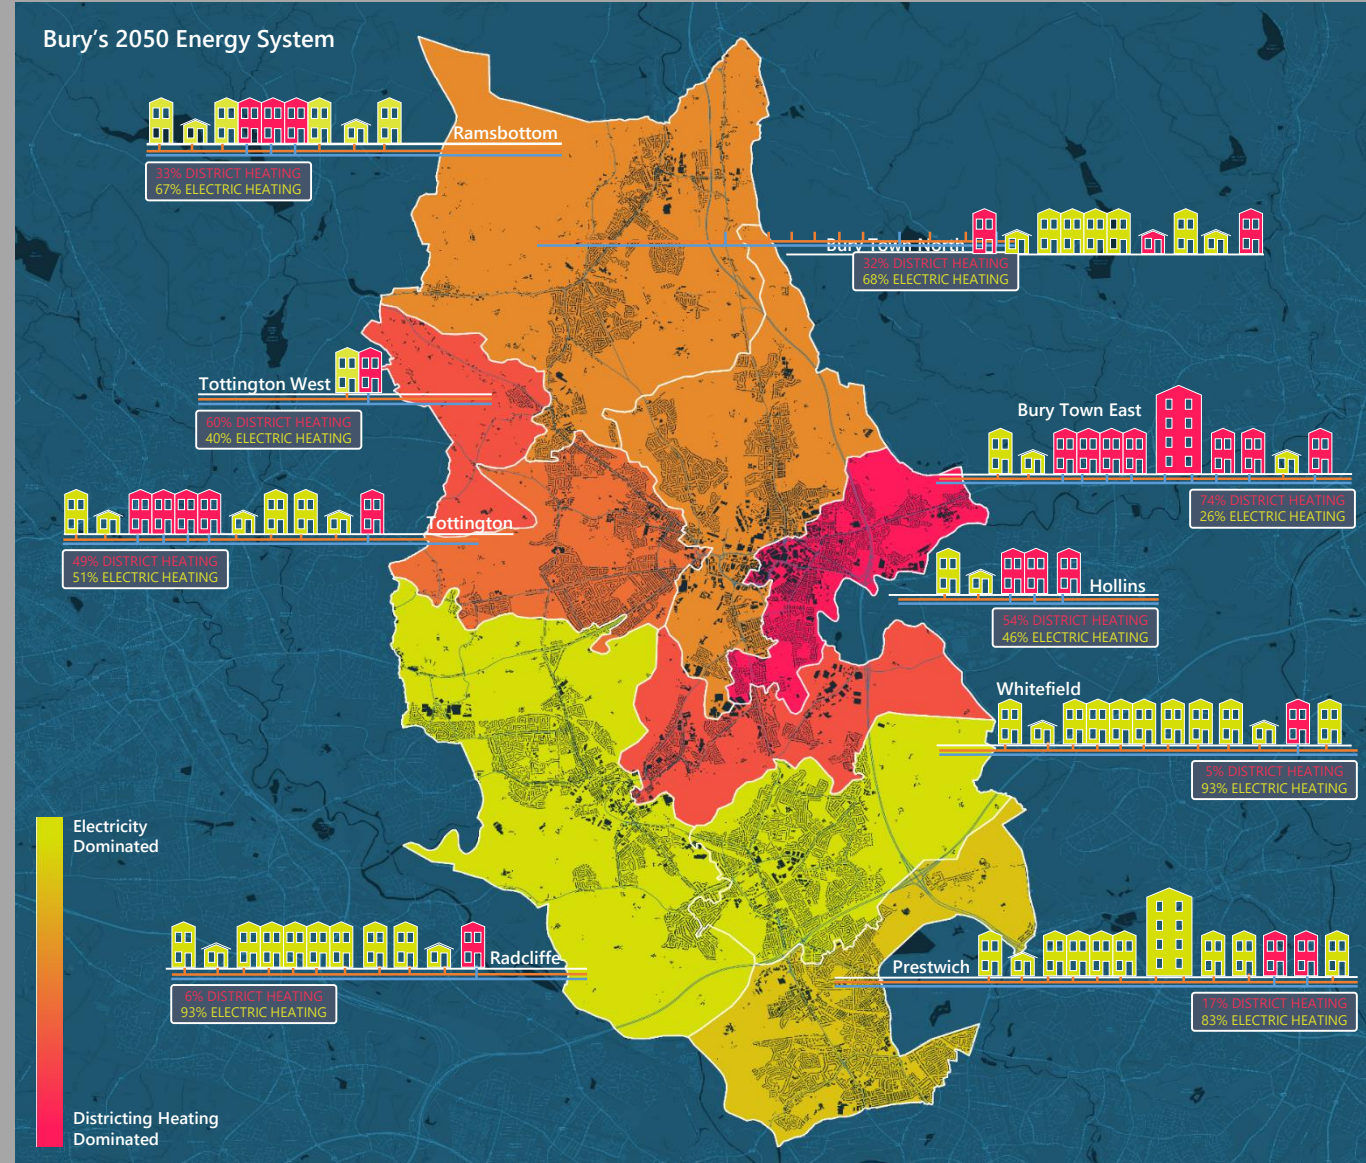 Bury's 2050 Energy System
Ramsbottom
33% DISTRICT HEATING
67% ELECTRIC HEATING
Bury Town North
32% DISTRICT HEATING
68% ELECTRIC HEATING
Tottington West
60% DISTRICT HEATING
40% ELECTRIC HEATING
Bury Town East
74% DISTRICT HEATING
26% ELECTRIC HEATING
Tottington
49% DISTRICT HEATING
51% ELECTRIC HEATING
Hollins
54% DISTRICT HEATING
46% ELECTRIC HEATING
Whitefield
5% DISTRICT HEATING
93% ELECTRIC HEATING
Electricity
Dominated
Radcliffe
6% DISTRICT HEATING
93% ELECTRIC HEATING
Prestwich
17% DISTRICT HEATING
83% ELECTRIC HEATING
Districting Heating
Dominated